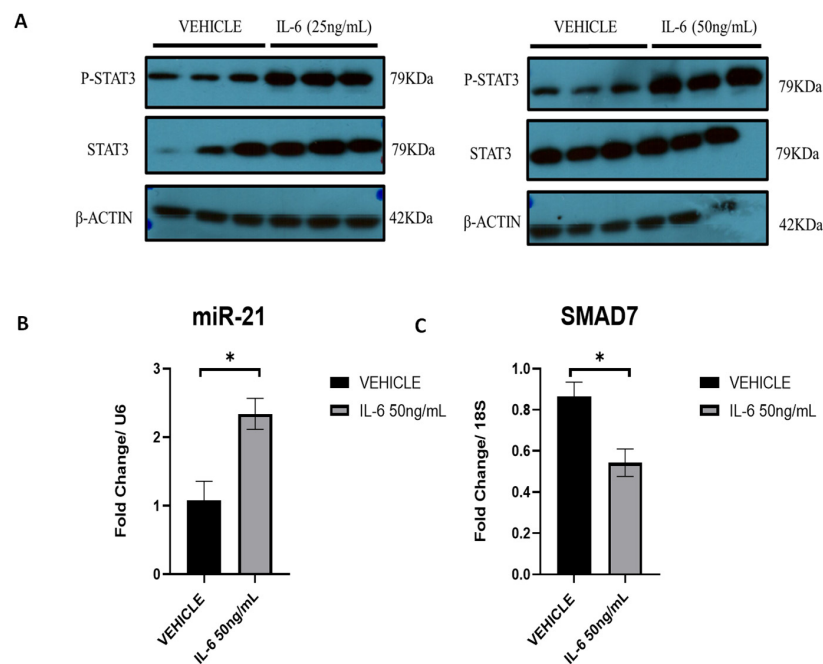 A
VEHICLE IL-6 (25ng/mL)
P-STAT3 79KDa
STAT3 79KDa
β-ACTIN 42KDa
VEHICLE IL-6 (50ng/mL)
P-STAT3 79KDa
STAT3 79KDa
β-ACTIN 42KDa
B
miR-21
*
Fold Change/ U6
3
2
1
0
VEHICLE
IL-6 50ng/mL
VEHICLE
IL-6 50ng/mL
C
SMAD7
*
Fold Change/ 18S
1.0
0.8
0.6
0.4
0.2
0.0
VEHICLE
IL-6 50ng/mL
VEHICLE
IL-6 50ng/mL